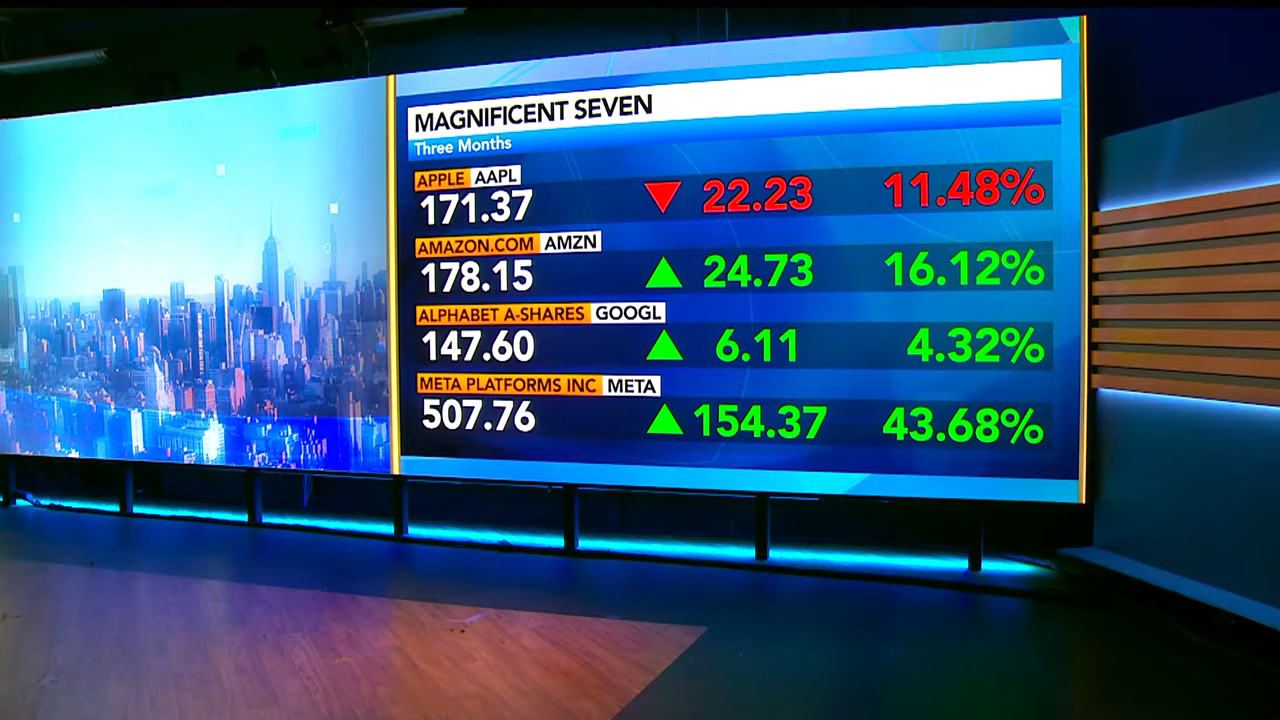 MAGNIFICENT SEVEN
Three Months
APPLE AAPL
171.37 ▼ 22.23 11.48%
AMAZON.COM AMZN
178.15 ▲ 24.73 16.12%
ALPHABET A-SHARES GOOGL
147.60 ▲ 6.11 4.32%
META PLATFORMS INC META
507.76 ▲ 154.37 43.68%